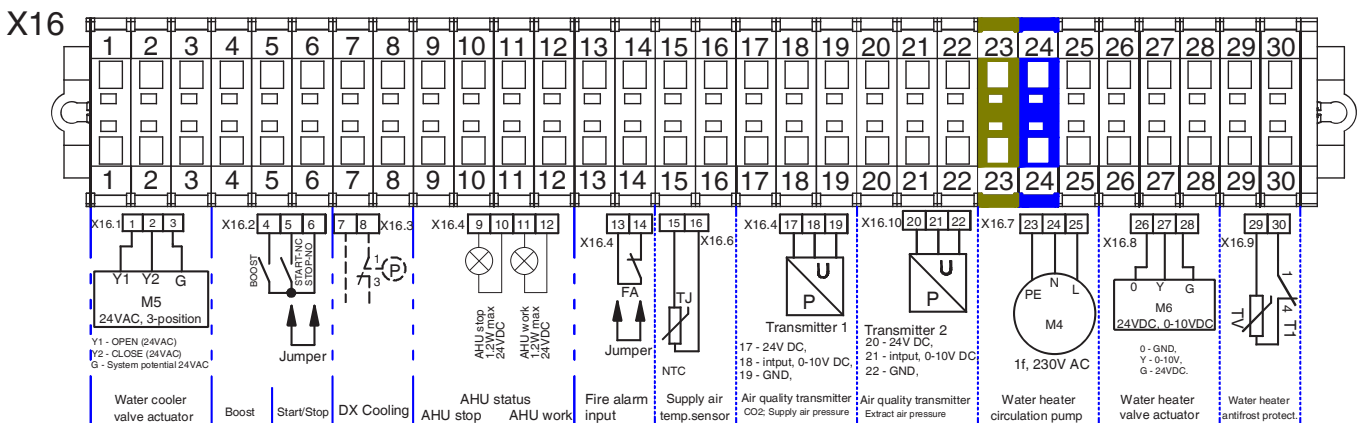 X16
1 2 3 4 5 6 7 8 9 10 11 12 13 14 15 16 17 18 19 20 21 22 23 24 25 26 27 28 29 30
1 2 3 4 5 6 7 8 9 10 11 12 13 14 15 16 17 18 19 20 21 22 23 24 25 26 27 28 29 30
X16.1 1 2 3
Y1 Y2 G
M5
24VAC, 3-position
Y1 - OPEN (24VAC)
Y2 - CLOSE (24VAC)
G - System potential 24VAC
Water cooler
valve actuator
X16.2 4 5 6
BOOST
START-NC
STOP-NO
Jumper
Boost
Start/Stop
7 8 X16.3
1
P
3
DX Cooling
X16.4 9 10 11 12
AHU stop
1.2W max
24VDC
AHU work
1.2W max
24VDC
AHU status
AHU stop AHU work
13 14
X16.4
FA
Jumper
Fire alarm
input
15 16
X16.6
TJ
NTC
Supply air
temp.sensor
X16.4 17 18 19
U
P
Transmitter 1
17 - 24V DC,
18 - intput, 0-10V DC,
19 - GND,
Air quality transmitter
CO2; Supply air pressure
X16.10 20 21 22
U
P
Transmitter 2
20 - 24V DC,
21 - intput, 0-10V DC
22 - GND,
Air quality transmitter
Extract air pressure
X16.7 23 24 25
PE N L
M4
1f, 230V AC
Water heater
circulation pump
26 27 28
X16.8
0 Y G
M6
24VDC, 0-10VDC
0 - GND,
Y - 0-10V,
G - 24VDC.
Water heater
valve actuator
29 30
X16.9
1
TV
4 T1
Water heater
antifrost protect.